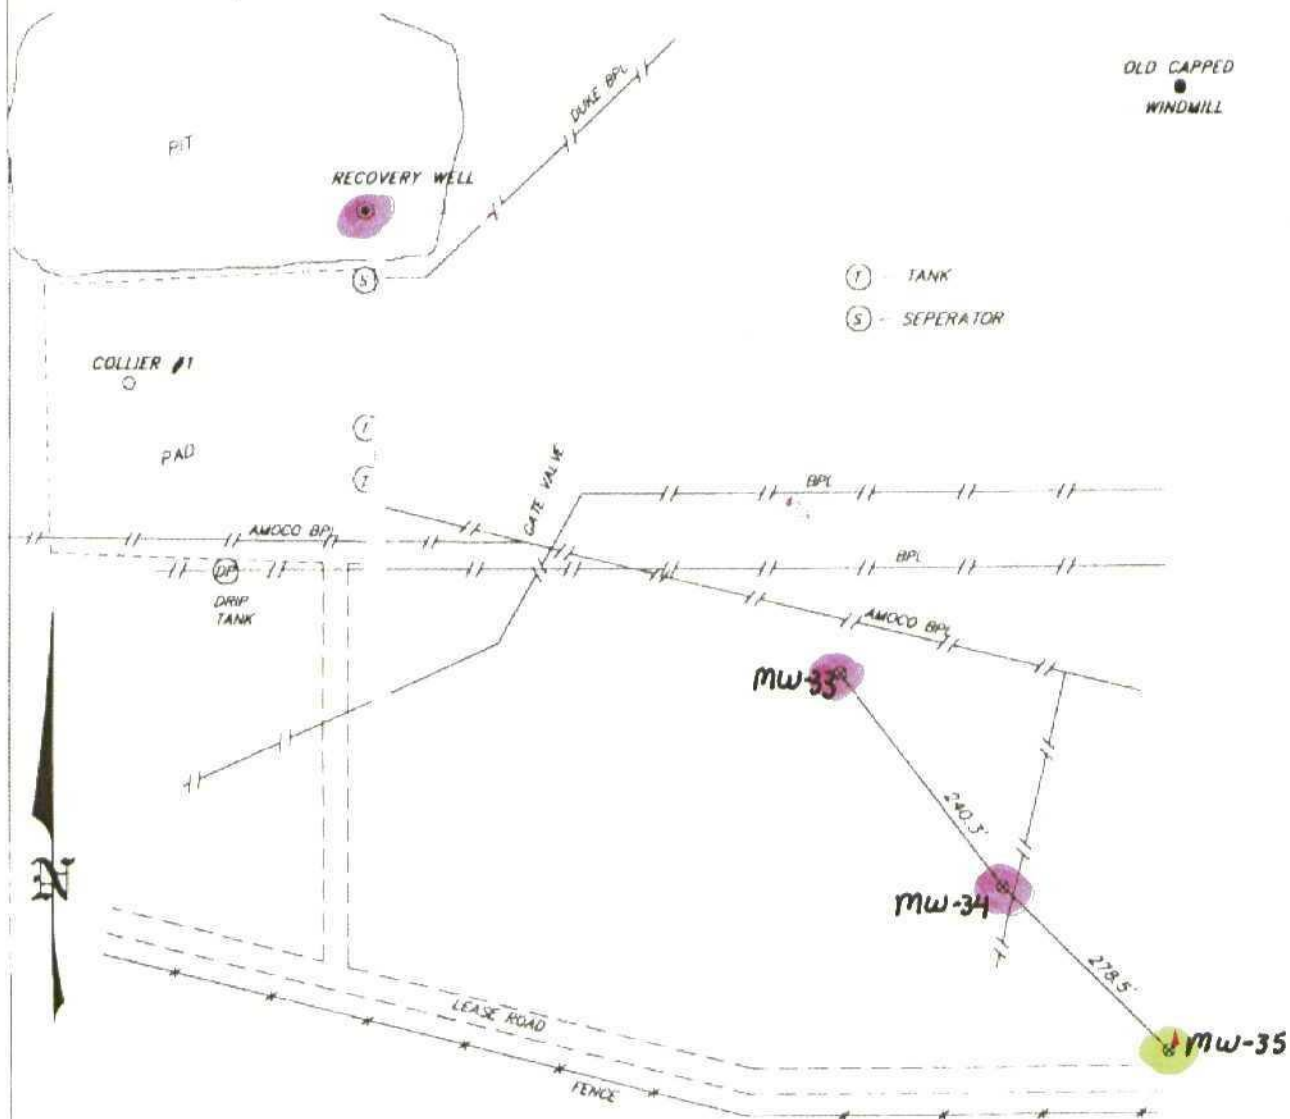 OLD CAPPED
WINDMILL
DUKE BPL
PIT
RECOVERY WELL
S
T - TANK
S - SEPERATOR
COLLIER #1
T
T
PAD
GATE VALVE
BPL
AMOCO BPL
BPL
DP
DRIP
TANK
AMOCO BPL
MW-33
240.3'
N
MW-34
278.5'
LEASE ROAD
MW-35
FENCE